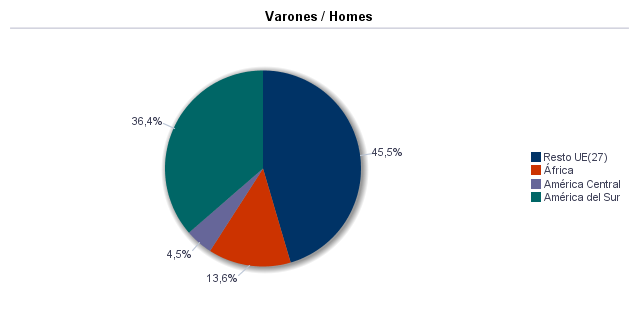 Varones / Homes
36,4%
45,5%
4,5%
13,6%
Resto UE(27)
África
América Central
América del Sur